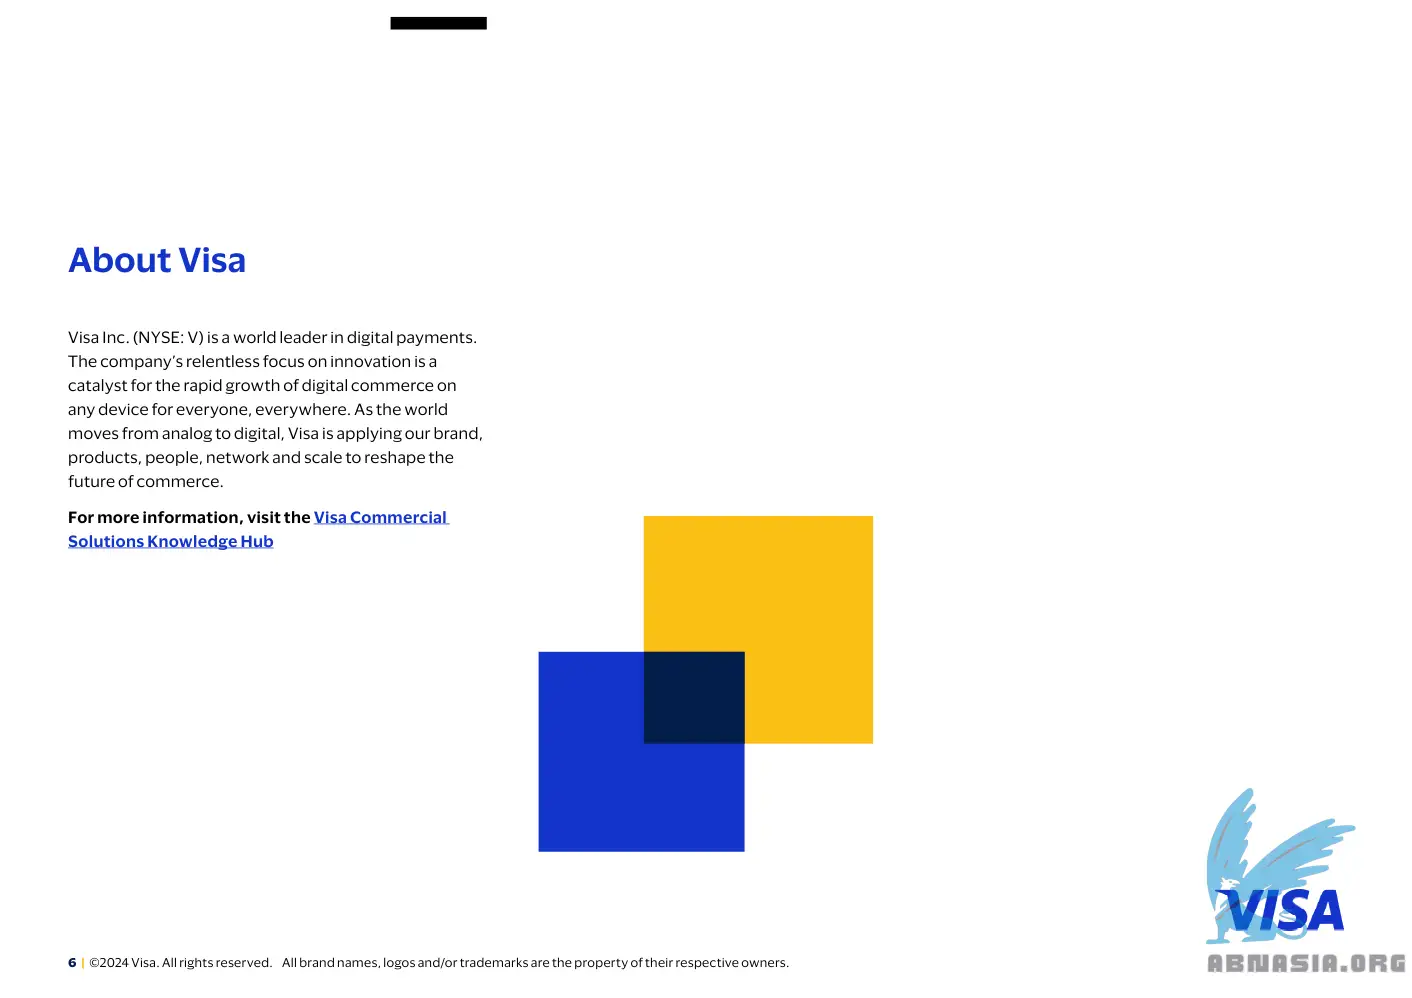 About Visa
Visa Inc. (NYSE: V) is a world leader in digital payments.
The company's relentless focus on innovation is a
catalyst for the rapid growth of digital commerce on
any device for everyone, everywhere. As the world
moves from analog to digital, Visa is applying our brand,
products, people, network and scale to reshape the
future of commerce.
For more information, visit the Visa Commercial
Solutions Knowledge Hub
VISA
6 | ©2024 Visa. All rights reserved. All brand names, logos and/or trademarks are the property of their respective owners.
ABNASIA.ORG